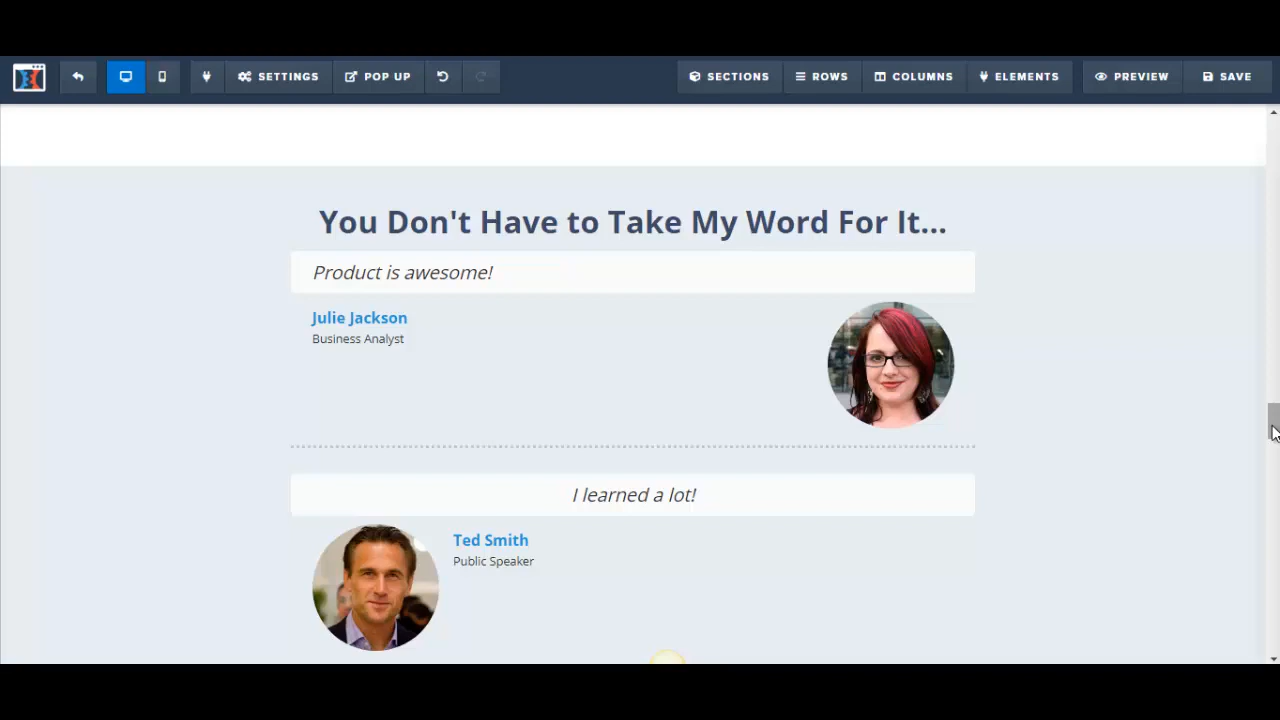 SETTINGS POP UP SECTIONS ROWS COLUMNS ELEMENTS PREVIEW SAVE
You Don't Have to Take My Word For It...
Product is awesome!
Julie Jackson
Business Analyst
I learned a lot!
Ted Smith
Public Speaker